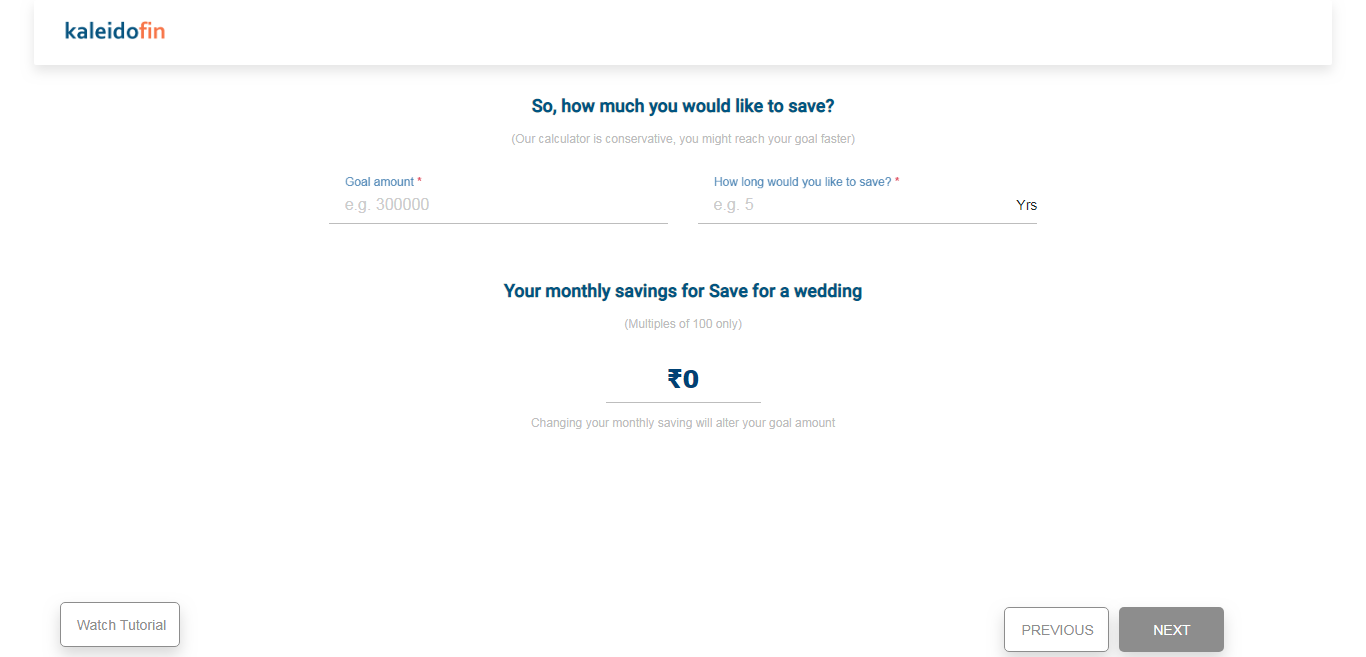 kaleidofin
So, how much you would like to save?
(Our calculator is conservative, you might reach your goal faster)
Goal amount *
e.g. 300000
How long would you like to save? *
e.g. 5 Yrs
Your monthly savings for Save for a wedding
(Multiples of 100 only)
₹0
Changing your monthly saving will alter your goal amount
Watch Tutorial
PREVIOUS
NEXT